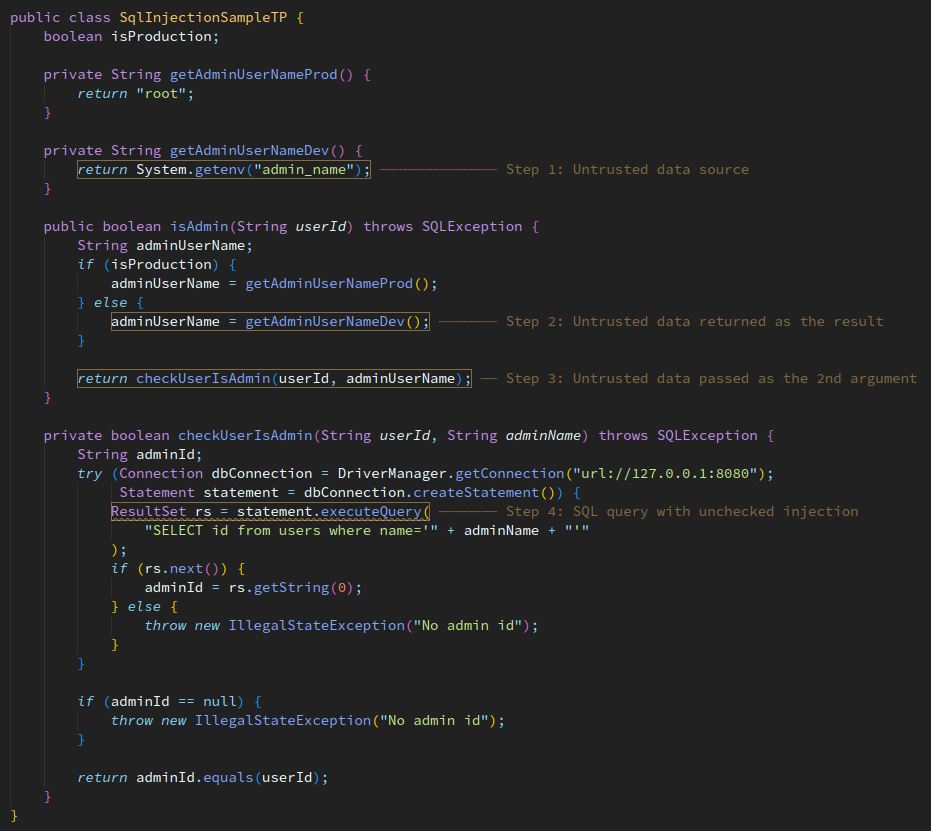 public class SqlInjectionSampleTP {
    boolean isProduction;

    private String getAdminUserNameProd() {
        return "root";
    }

    private String getAdminUserNameDev() {
        return System.getenv("admin_name"); Step 1: Untrusted data source
    }

    public boolean isAdmin(String userId) throws SQLException {
        String adminUserName;
        if (isProduction) {
            adminUserName = getAdminUserNameProd();
        } else {
            adminUserName = getAdminUserNameDev(); Step 2: Untrusted data returned as the result
        }

        return checkUserIsAdmin(userId, adminUserName); Step 3: Untrusted data passed as the 2nd argument
    }

    private boolean checkUserIsAdmin(String userId, String adminName) throws SQLException {
        String adminId;
        try (Connection dbConnection = DriverManager.getConnection("url://127.0.0.1:8080");
             Statement statement = dbConnection.createStatement()) {
            ResultSet rs = statement.executeQuery( Step 4: SQL query with unchecked injection
                "SELECT id from users where name='" + adminName + "'"
            );
            if (rs.next()) {
                adminId = rs.getString(0);
            } else {
                throw new IllegalStateException("No admin id");
            }
        }

        if (adminId == null) {
            throw new IllegalStateException("No admin id");
        }

        return adminId.equals(userId);
    }
}